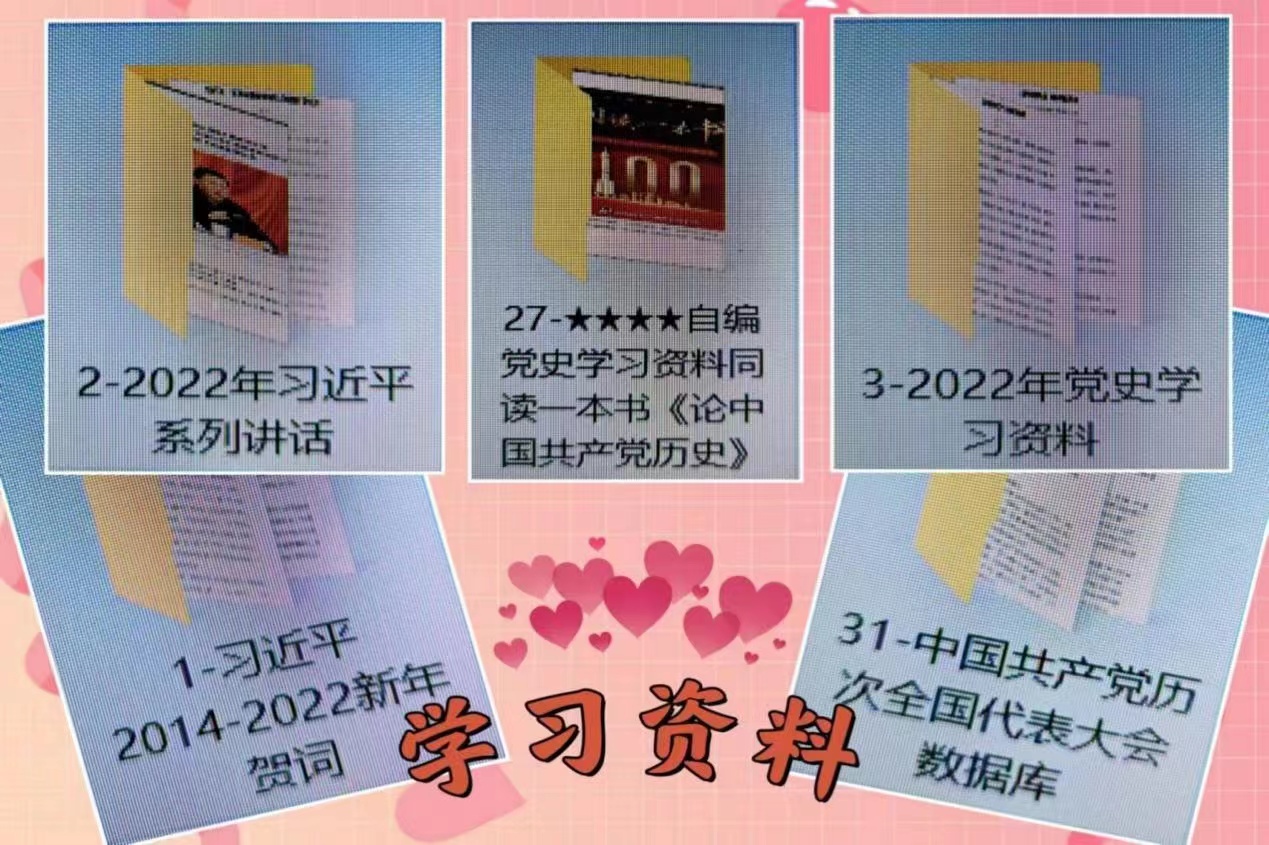 2-2022年习近平
系列讲话
27-★★★★自编
党史学习资料同
读一本书《论中
国共产党历史》
3-2022年党史学
习资料
1-习近平
2014-2022新年
贺词
31-中国共产党历
次全国代表大会
数据库
学习资料
100